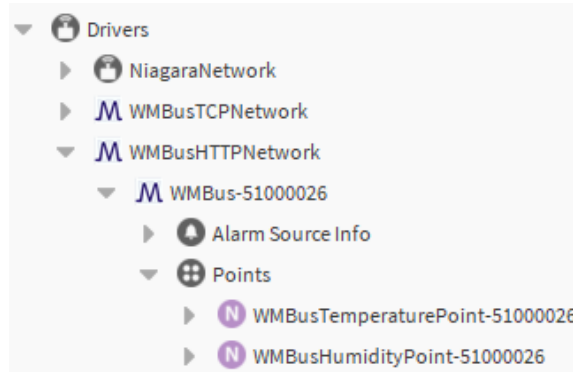 Drivers
NiagaraNetwork
WMBusTCPNetwork
WMBusHTTPNetwork
WMBus-51000026
Alarm Source Info
Points
N WMBusTemperaturePoint-51000026
N WMBusHumidityPoint-51000026